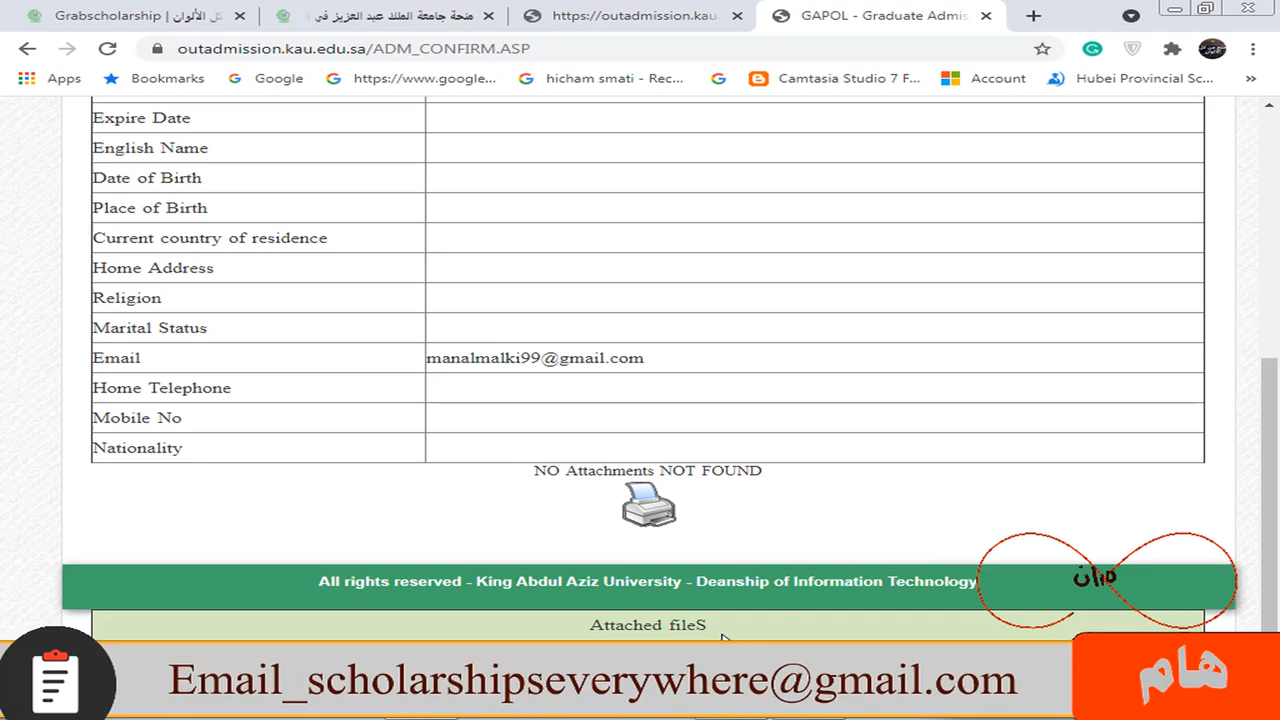 Grabscholarship | كل الألوان
منحة جامعة الملك عبد العزيز في ا
https://outadmission.kau
GAPOL - Graduate Admis
outadmission.kau.edu.sa/ADM_CONFIRM.ASP
Apps
Bookmarks
Google
https://www.google...
hicham smati - Rec...
Camtasia Studio 7 F...
Account
Hubei Provincial Sc...
»
Expire Date
English Name
Date of Birth
Place of Birth
Current country of residence
Home Address
Religion
Marital Status
Email manalmalki99@gmail.com
Home Telephone
Mobile No
Nationality
NO Attachments NOT FOUND
All rights reserved - King Abdul Aziz University - Deanship of Information Technology
Attached fileS
Email_scholarshipseverywhere@gmail.com
هام